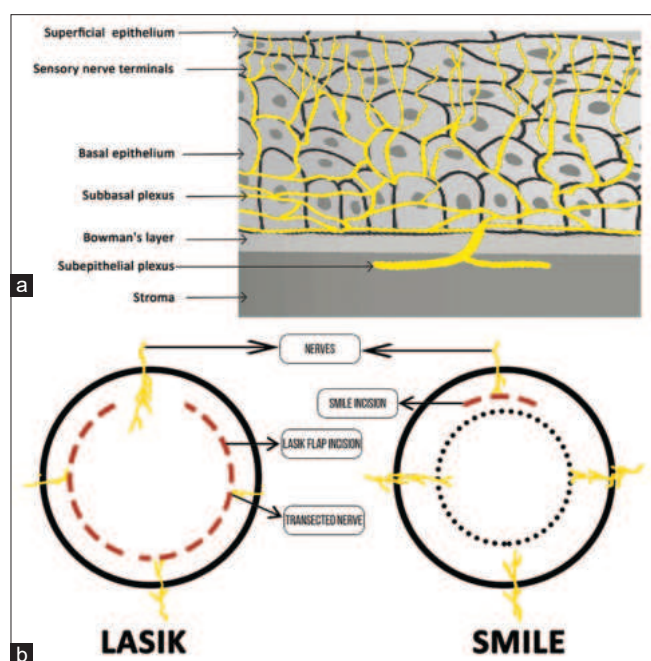 Superficial epithelium
Sensory nerve terminals
Basal epithelium
Subbasal plexus
Bowman's layer
Subepithelial plexus
Stroma
a
NERVES
SMILE INCISION
LASIK FLAP INCISION
TRANSECTED NERVE
LASIK
SMILE
b